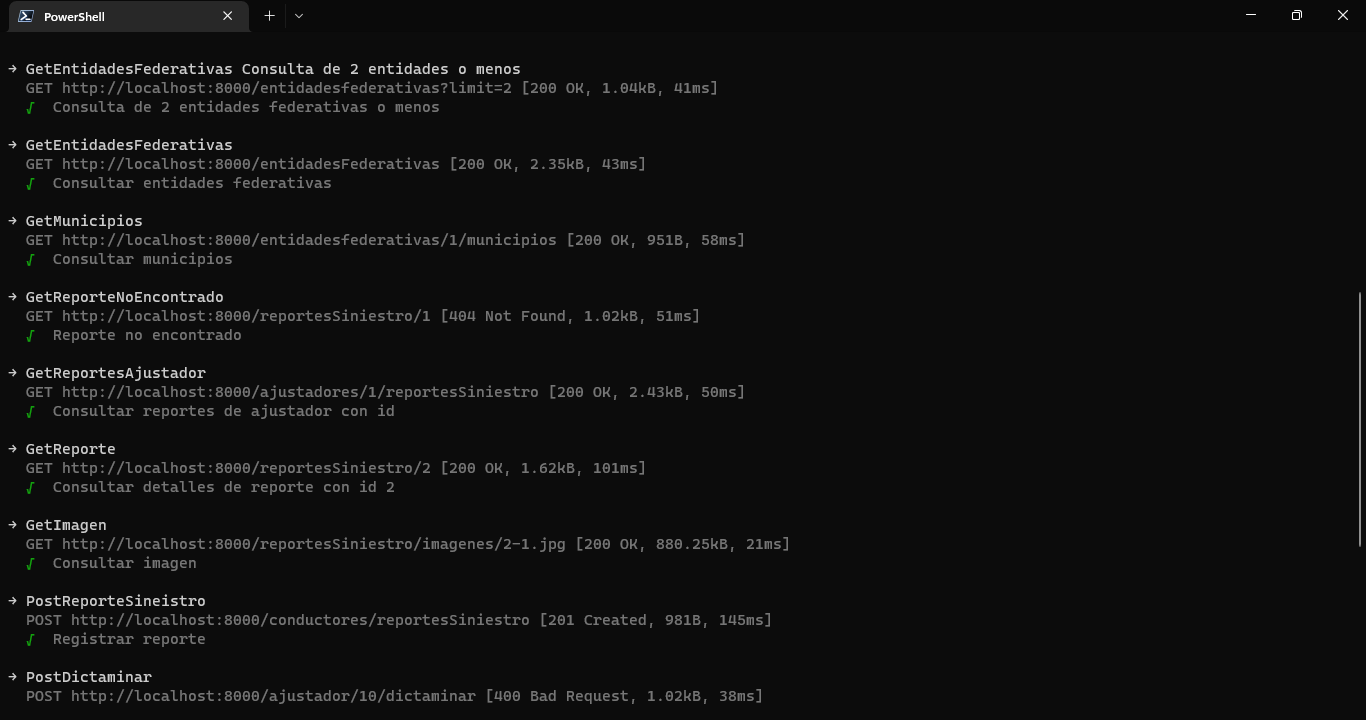 PowerShell
→ GetEntidadesFederativas Consulta de 2 entidades o menos
GET http://localhost:8000/entidadesfederativas?limit=2 [200 OK, 1.04kB, 41ms]
√ Consulta de 2 entidades federativas o menos
→ GetEntidadesFederativas
GET http://localhost:8000/entidadesFederativas [200 OK, 2.35kB, 43ms]
√ Consultar entidades federativas
→ GetMunicipios
GET http://localhost:8000/entidadesfederativas/1/municipios [200 OK, 951B, 58ms]
√ Consultar municipios
→ GetReporteNoEncontrado
GET http://localhost:8000/reportesSiniestro/1 [404 Not Found, 1.02kB, 51ms]
√ Reporte no encontrado
→ GetReportesAjustador
GET http://localhost:8000/ajustadores/1/reportesSiniestro [200 OK, 2.43kB, 50ms]
√ Consultar reportes de ajustador con id
→ GetReporte
GET http://localhost:8000/reportesSiniestro/2 [200 OK, 1.62kB, 101ms]
√ Consultar detalles de reporte con id 2
→ GetImagen
GET http://localhost:8000/reportesSiniestro/imagenes/2-1.jpg [200 OK, 880.25kB, 21ms]
√ Consultar imagen
→ PostReporteSineistro
POST http://localhost:8000/conductores/reportesSiniestro [201 Created, 981B, 145ms]
√ Registrar reporte
→ PostDictaminar
POST http://localhost:8000/ajustador/10/dictaminar [400 Bad Request, 1.02kB, 38ms]